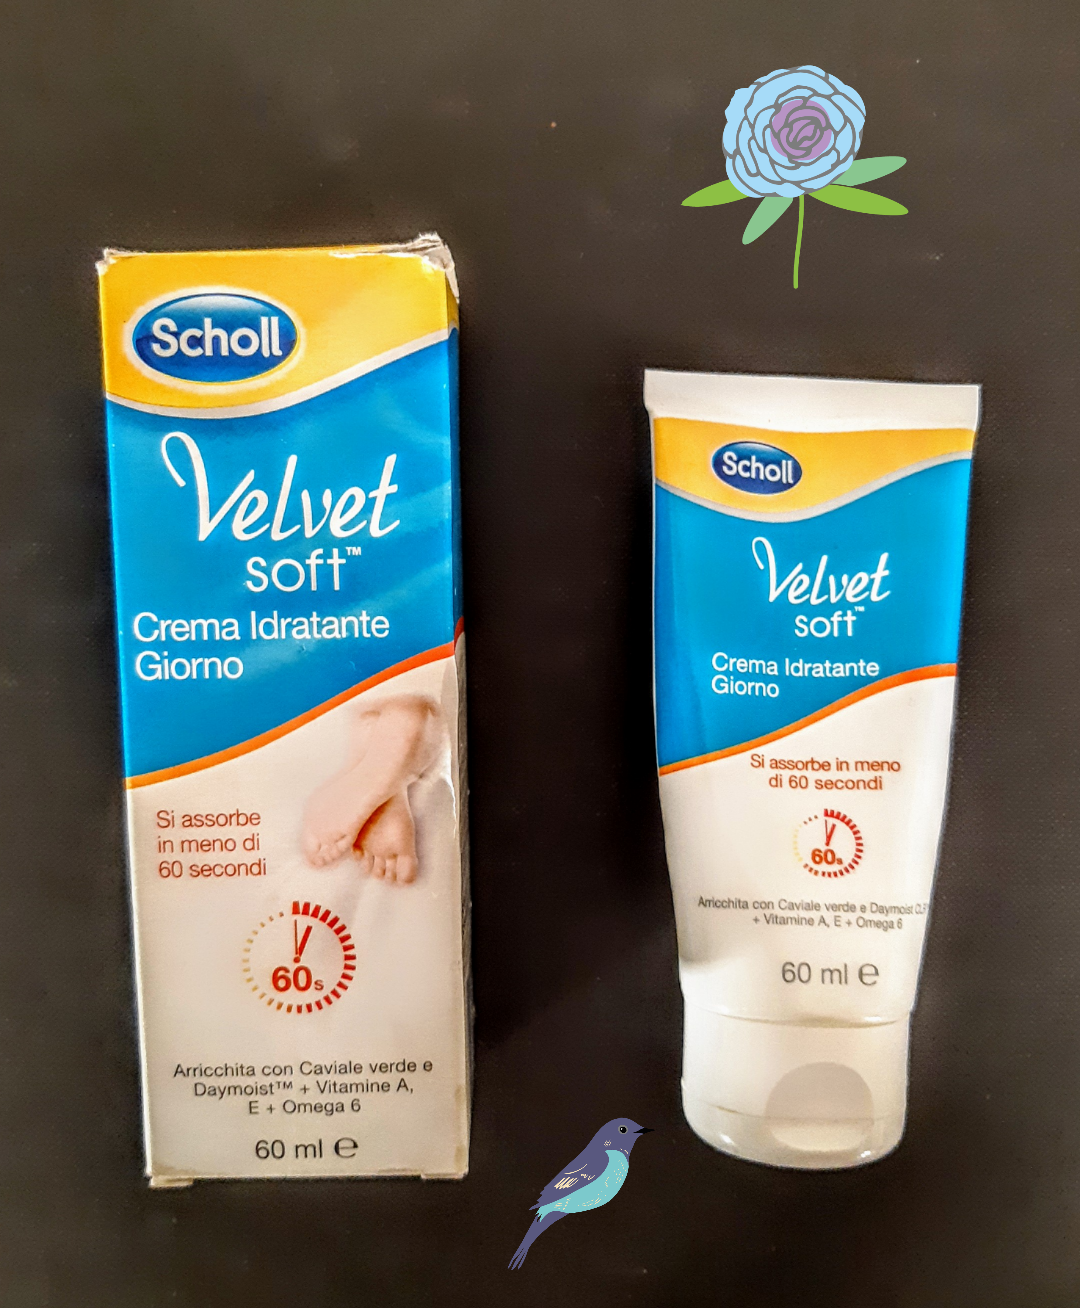 Scholl
Velvet
soft™
Crema Idratante
Giorno
Si assorbe
in meno di
60 secondi
60s
Arricchita con Caviale verde e
Daymoist™ + Vitamine A,
E + Omega 6
60 ml ℮
Scholl
Velvet
soft™
Crema Idratante
Giorno
Si assorbe in meno
di 60 secondi
60s
Arricchita con Caviale verde e Daymoist
+ Vitamine A, E + Omega 6
60 ml ℮